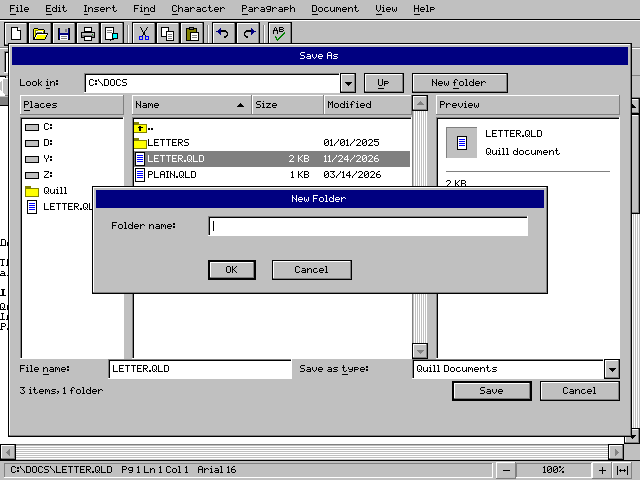 File Edit Insert Find Character Paragraph Document View Help
Save As
Look in: C:\DOCS Up New folder
Places Name Size Modified Preview
C: ..
D: LETTERS 01/01/2025 LETTER.QLD
Y: LETTER.QLD 2 KB 11/24/2026 Quill document
Z: PLAIN.QLD 1 KB 03/14/2026
Quill 2 KB
LETTER.QL
New Folder
Folder name:
OK Cancel
File name: LETTER.QLD Save as type: Quill Documents
3 items, 1 folder Save Cancel
C:\DOCS\LETTER.QLD Pg 1 Ln 1 Col 1 Arial 16 100%